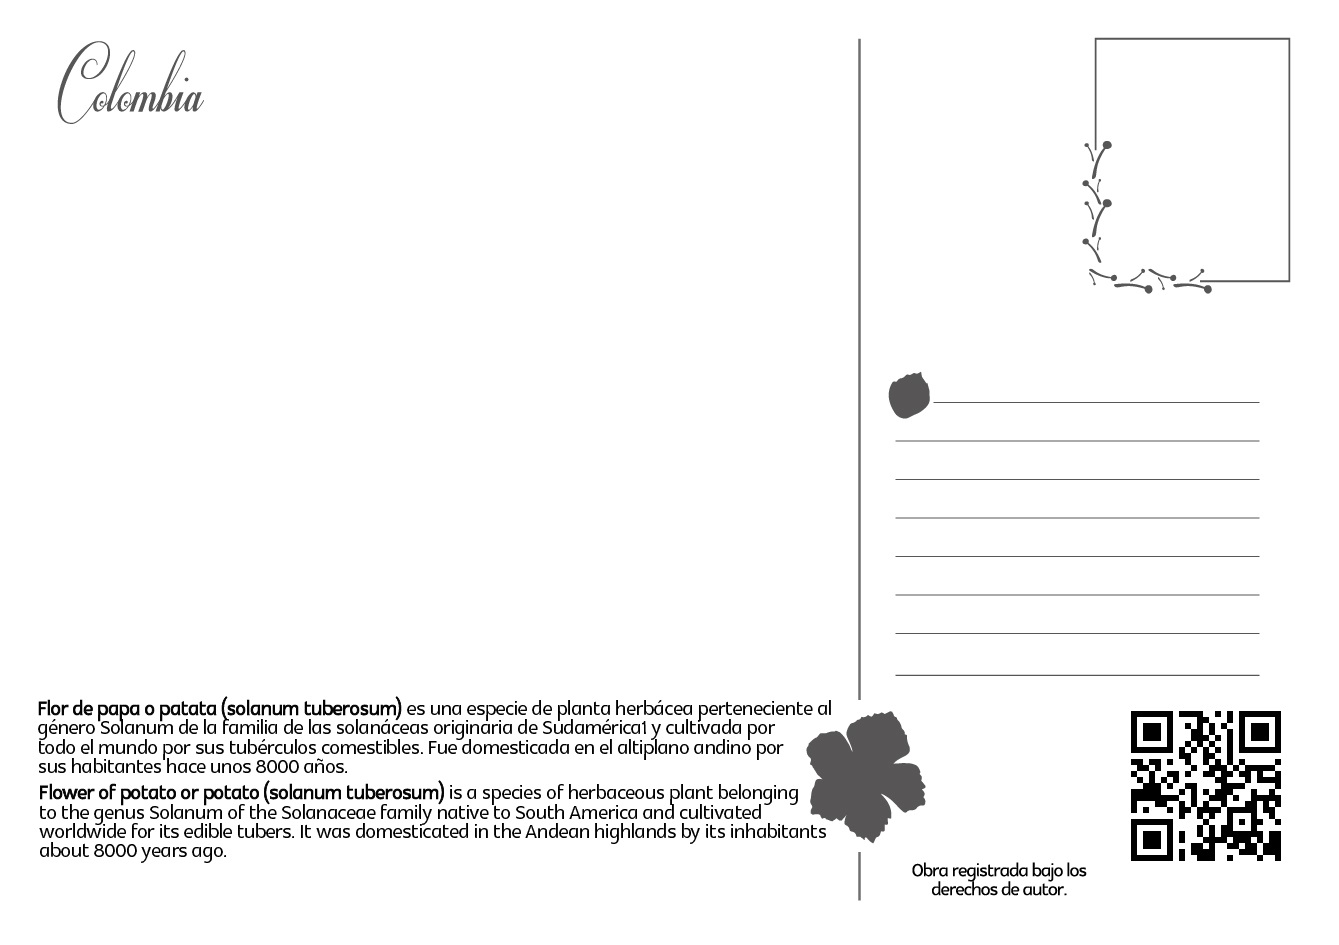 Colombia
Flor de papa o patata (solanum tuberosum) es una especie de planta herbácea perteneciente al
género Solanum de la familia de las solanáceas originaria de Sudamérica1 y cultivada por
todo el mundo por sus tubérculos comestibles. Fue domesticada en el altiplano andino por
sus habitantes hace unos 8000 años.
Flower of potato or potato (solanum tuberosum) is a species of herbaceous plant belonging
to the genus Solanum of the Solanaceae family native to South America and cultivated
worldwide for its edible tubers. It was domesticated in the Andean highlands by its inhabitants
about 8000 years ago.
Obra registrada bajo los
derechos de autor.